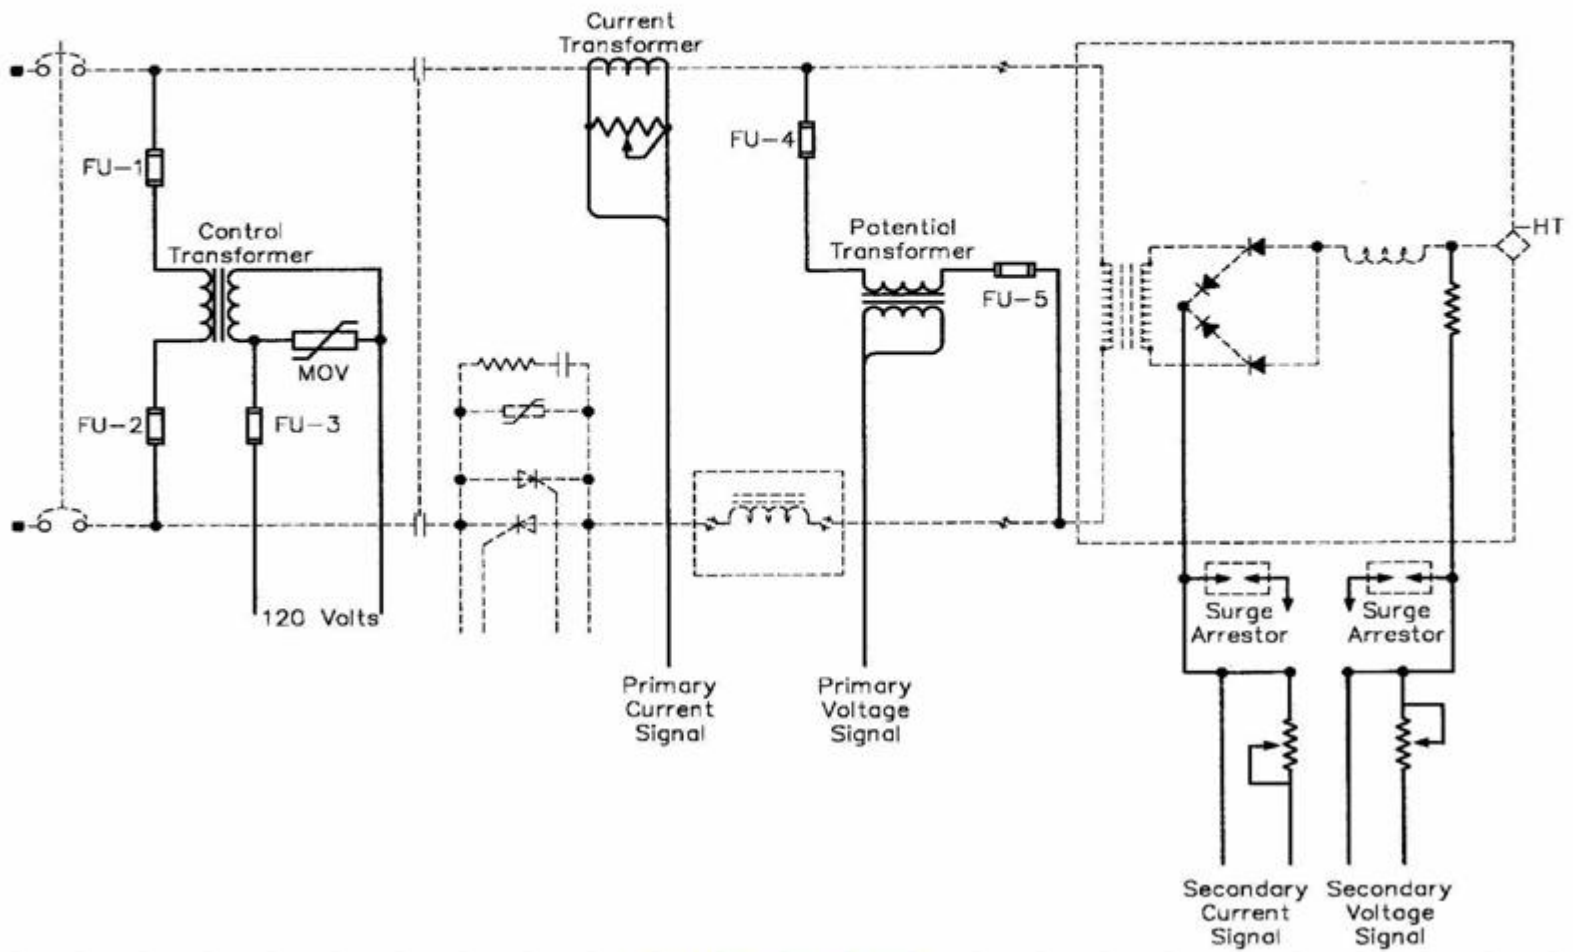 Current
Transformer
FU-1
FU-4
Control
Transformer
Potential
Transformer
HT
FU-5
MOV
FU-2
FU-3
120 Volts
Surge
Arrestor
Surge
Arrestor
Primary
Current
Signal
Primary
Voltage
Signal
Secondary
Current
Signal
Secondary
Voltage
Signal